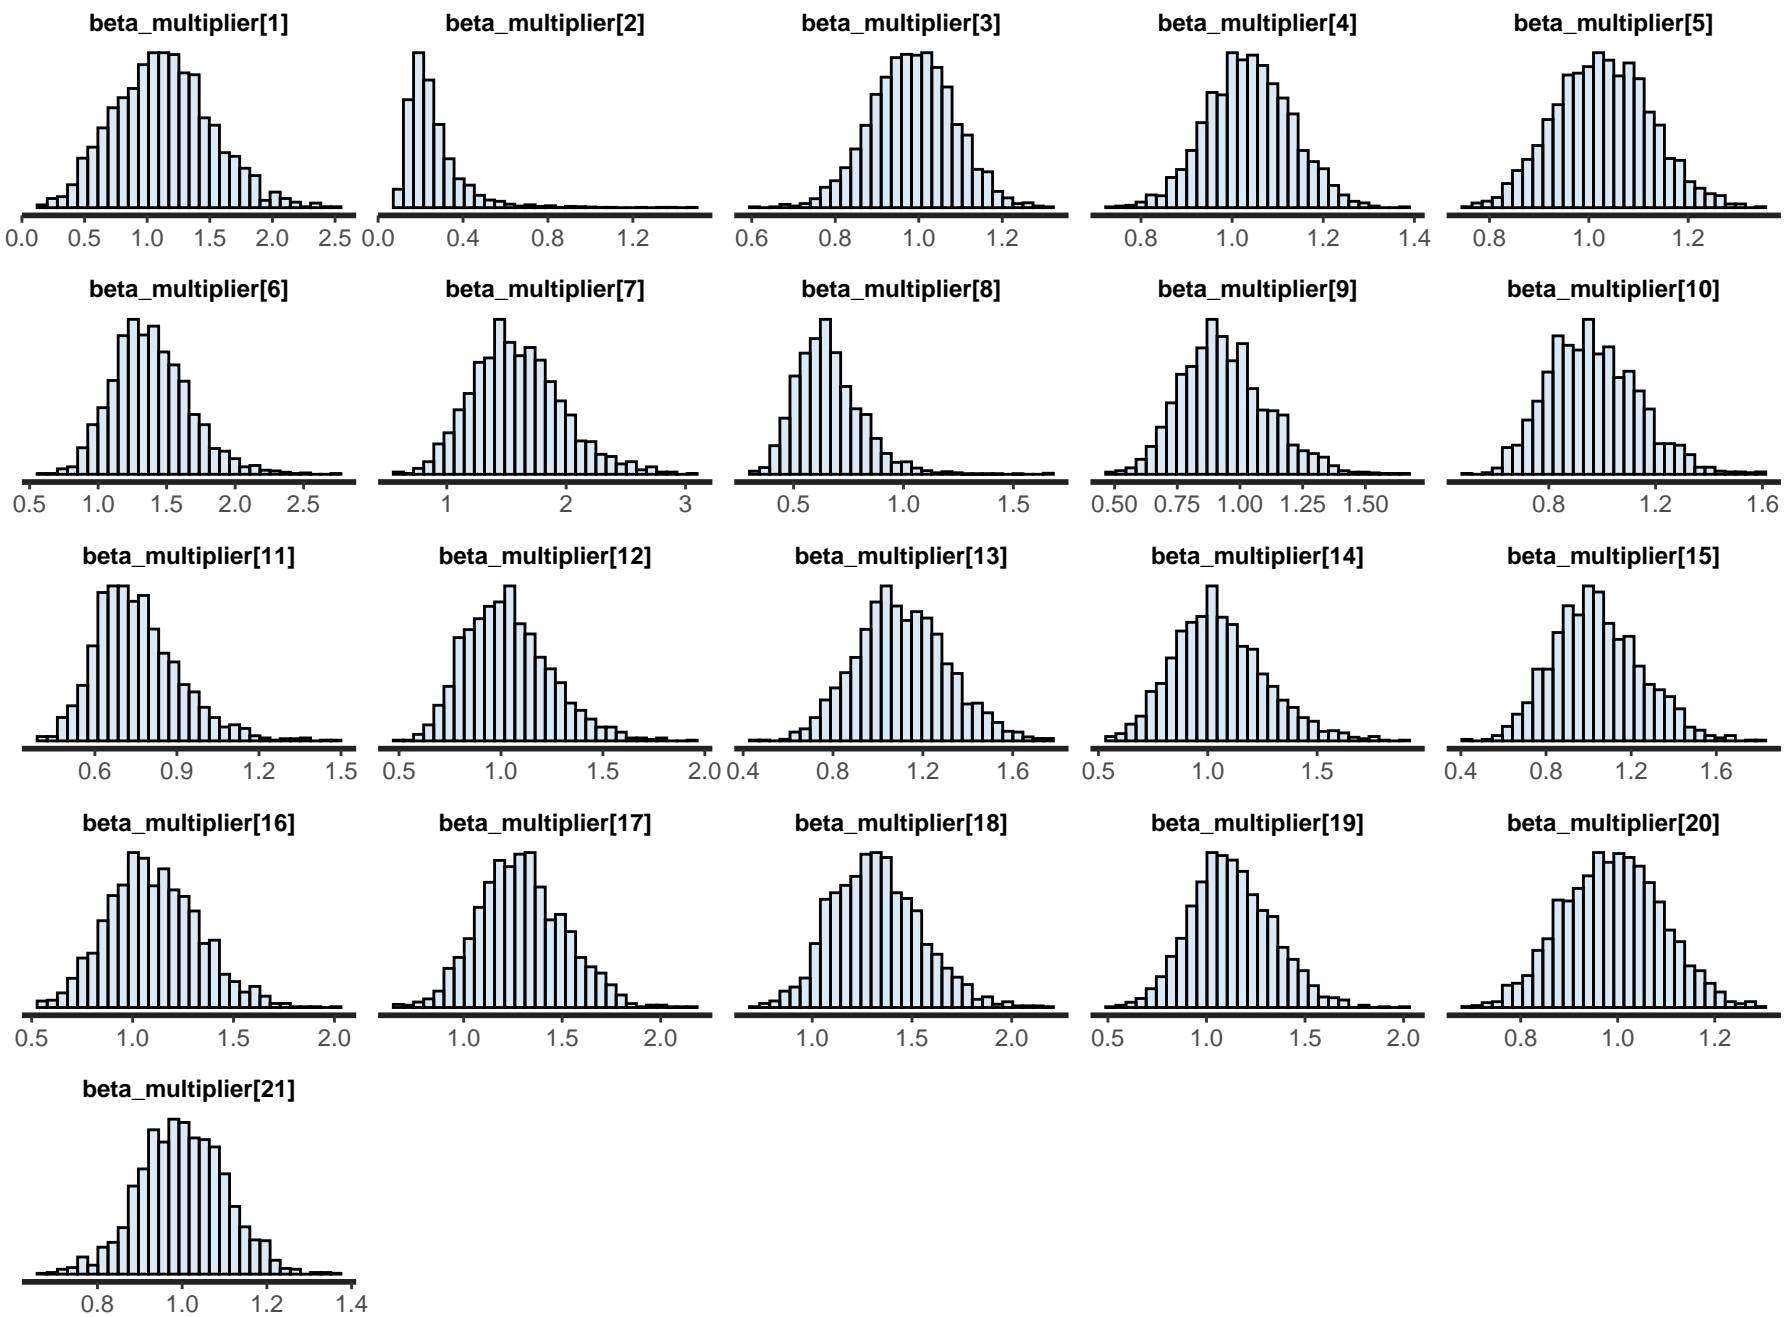 beta_multiplier[1] beta_multiplier[2] beta_multiplier[3] beta_multiplier[4] beta_multiplier[5]
0.0 0.5 1.0 1.5 2.0 2.5 0.0 0.4 0.8 1.2 0.6 0.8 1.0 1.2 0.8 1.0 1.2 1.4 0.8 1.0 1.2
beta_multiplier[6] beta_multiplier[7] beta_multiplier[8] beta_multiplier[9] beta_multiplier[10]
0.5 1.0 1.5 2.0 2.5 1 2 3 0.5 1.0 1.5 0.50 0.75 1.00 1.25 1.50 0.8 1.2 1.6
beta_multiplier[11] beta_multiplier[12] beta_multiplier[13] beta_multiplier[14] beta_multiplier[15]
0.6 0.9 1.2 1.5 0.5 1.0 1.5 2.0 0.4 0.8 1.2 1.6 0.5 1.0 1.5 0.4 0.8 1.2 1.6
beta_multiplier[16] beta_multiplier[17] beta_multiplier[18] beta_multiplier[19] beta_multiplier[20]
0.5 1.0 1.5 2.0 1.0 1.5 2.0 1.0 1.5 2.0 0.5 1.0 1.5 2.0 0.8 1.0 1.2
beta_multiplier[21]
0.8 1.0 1.2 1.4